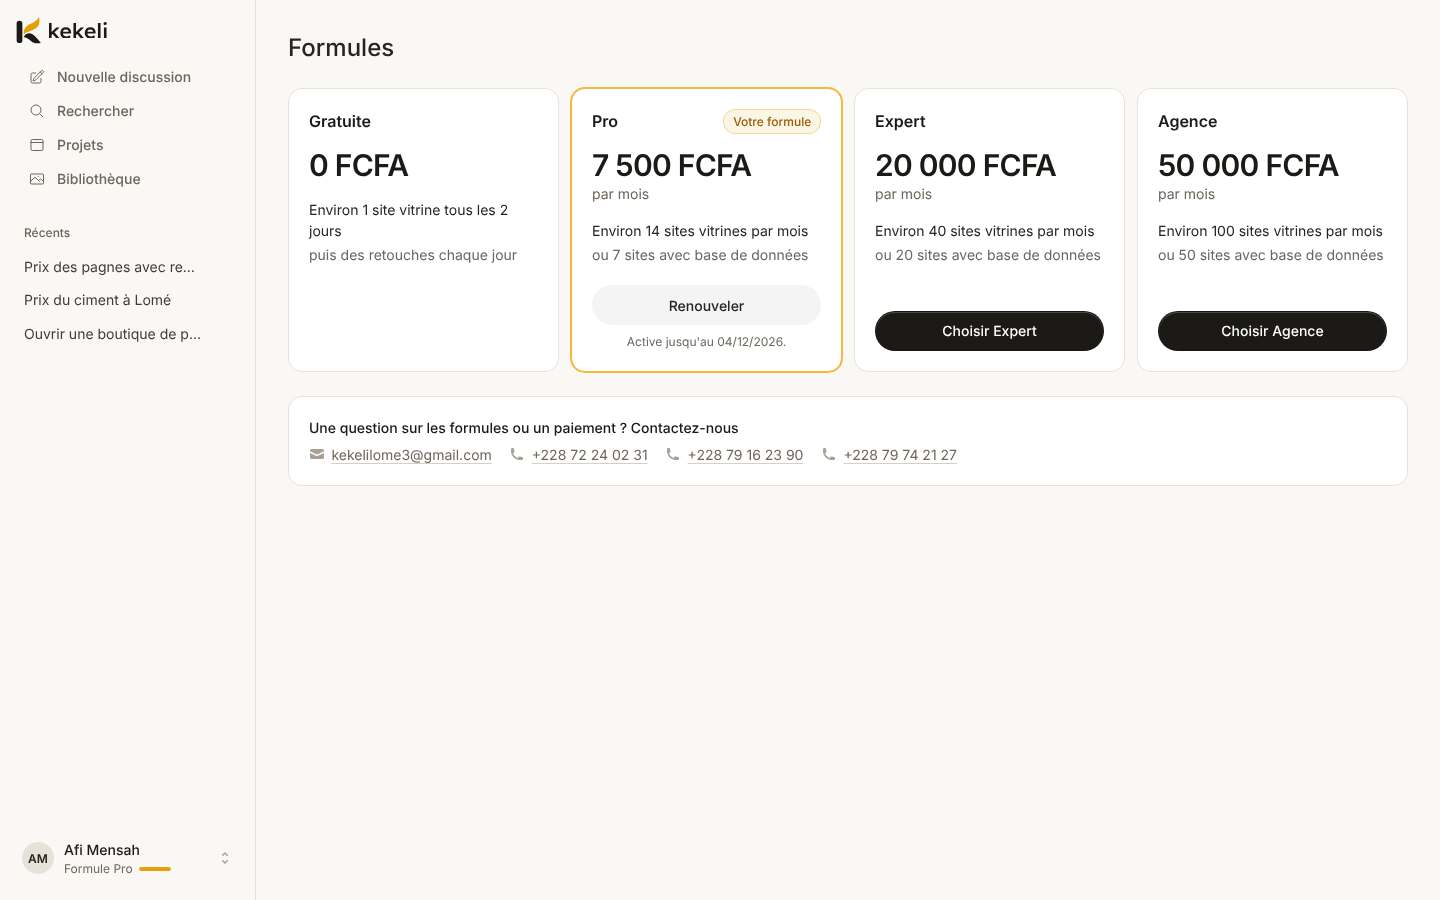 kekeli
Nouvelle discussion
Rechercher
Projets
Bibliothèque
Récents
Prix des pagnes avec re...
Prix du ciment à Lomé
Ouvrir une boutique de p...
AM
Afi Mensah
Formule Pro
Formules
Gratuite
0 FCFA
Environ 1 site vitrine tous les 2
jours
puis des retouches chaque jour
Pro
Votre formule
7 500 FCFA
par mois
Environ 14 sites vitrines par mois
ou 7 sites avec base de données
Renouveler
Active jusqu'au 04/12/2026.
Expert
20 000 FCFA
par mois
Environ 40 sites vitrines par mois
ou 20 sites avec base de données
Choisir Expert
Agence
50 000 FCFA
par mois
Environ 100 sites vitrines par mois
ou 50 sites avec base de données
Choisir Agence
Une question sur les formules ou un paiement ? Contactez-nous
kekelilome3@gmail.com +228 72 24 02 31 +228 79 16 23 90 +228 79 74 21 27